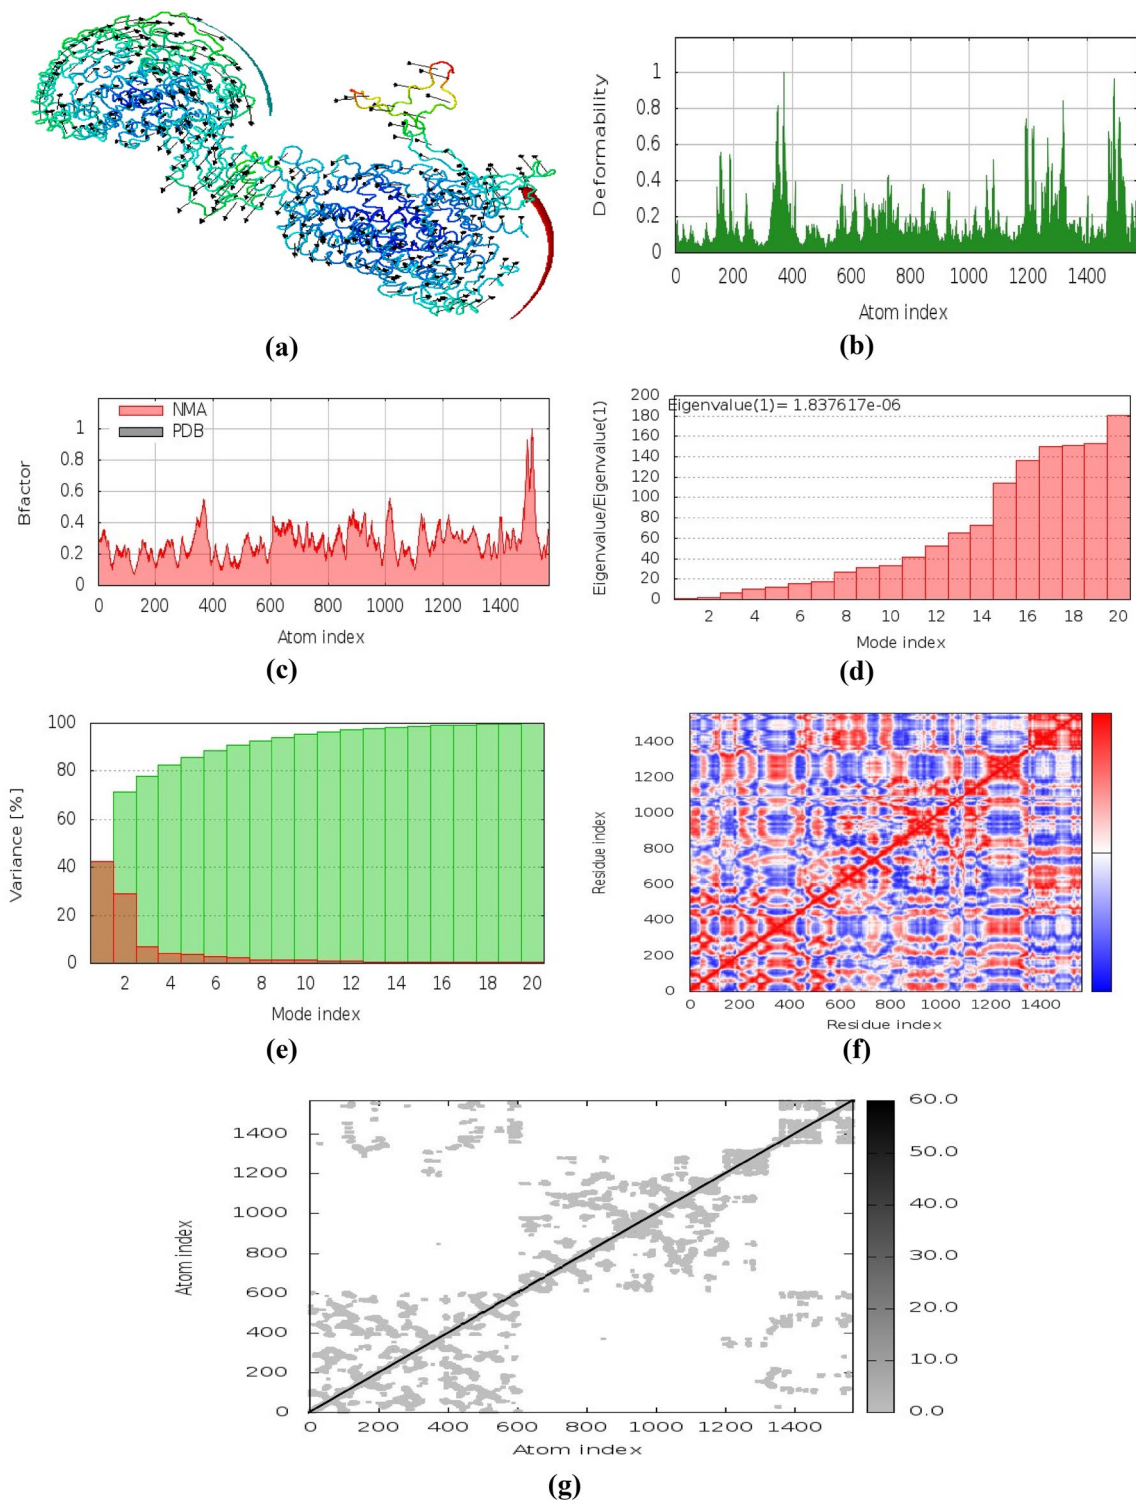 (a)
Deformability
1
0.8
0.6
0.4
0.2
0
0 200 400 600 800 1000 1200 1400
Atom index
(b)
Bfactor
NMA
PDB
1
0.8
0.6
0.4
0.2
0
0 200 400 600 800 1000 1200 1400
Atom index
(c)
Eigenvalue/Eigenvalue(1)
Eigenvalue(1)= 1.837617e-06
200
180
160
140
120
100
80
60
40
20
0
2 4 6 8 10 12 14 16 18 20
Mode index
(d)
Variance [%]
100
80
60
40
20
0
2 4 6 8 10 12 14 16 18 20
Mode index
(e)
Residue index
1400
1200
1000
800
600
400
200
0
0 200 400 600 800 1000 1200 1400
Residue index
(f)
Atom index
1400
1200
1000
800
600
400
200
0
0 200 400 600 800 1000 1200 1400
Atom index
60.0
50.0
40.0
30.0
20.0
10.0
0.0
(g)